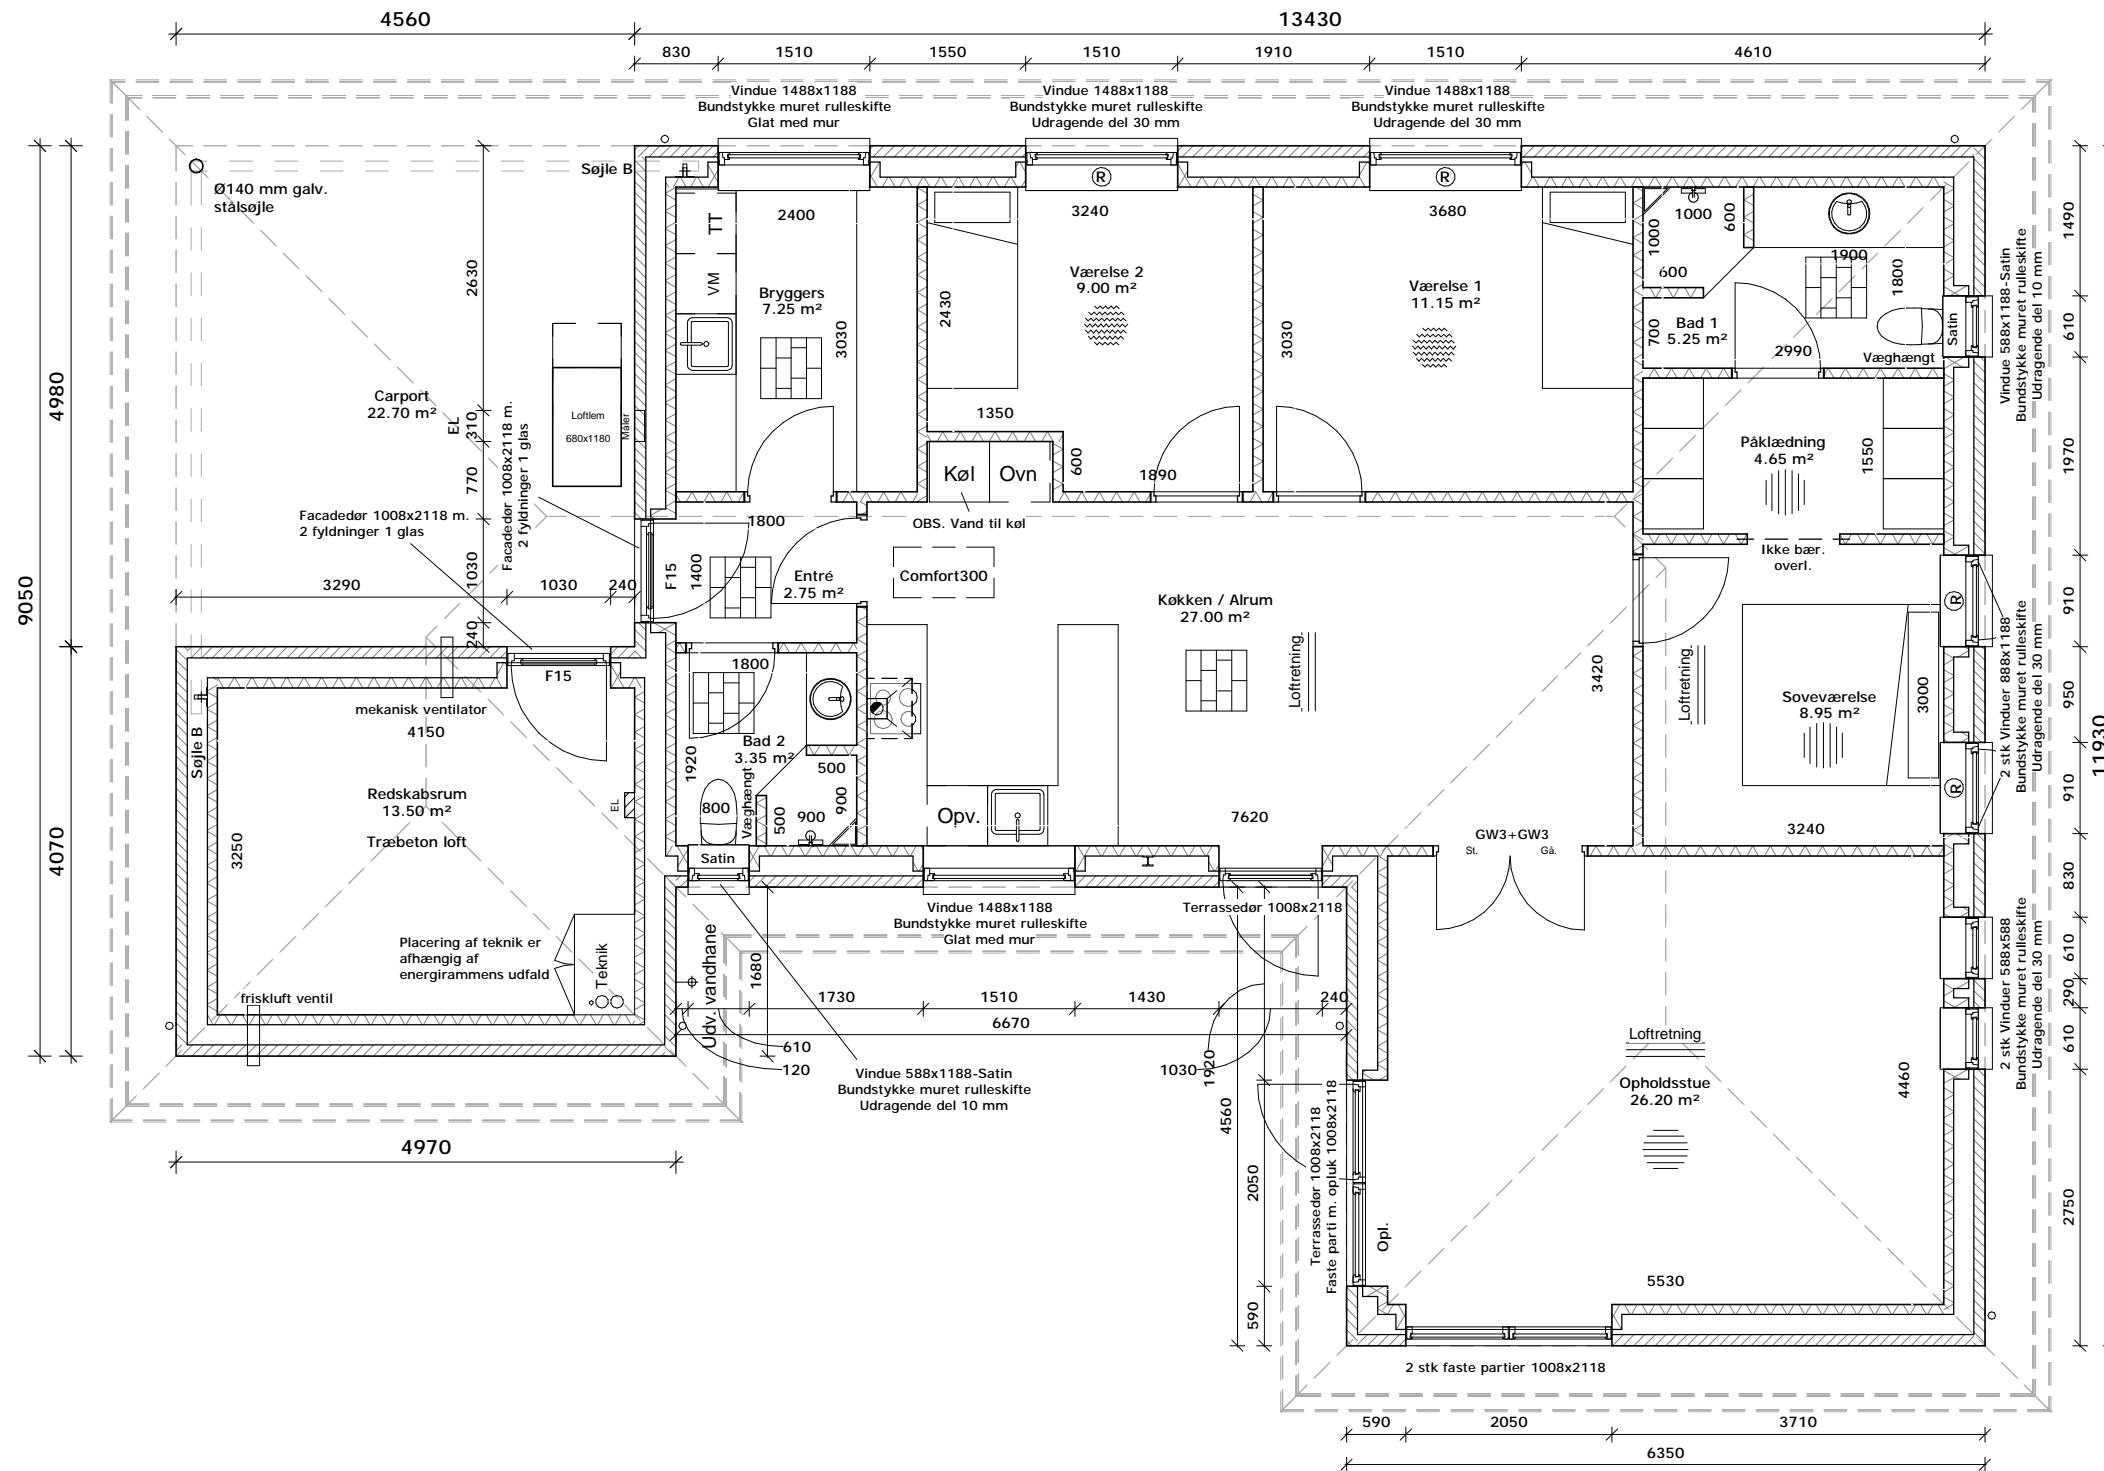 4560
13430
830
1510
1550
1510
1910
1510
4610
Vindue 1488x1188
Bundstykke muret rulleskifte
Glat med mur
Vindue 1488x1188
Bundstykke muret rulleskifte
Udragende del 30 mm
Vindue 1488x1188
Bundstykke muret rulleskifte
Udragende del 30 mm
9050
4980
4070
Ø140 mm galv.
stålsøjle
Søjle B
2630
310
770
1030
240
Carport
22.70 m²
EL
Loftlem
680x1180
Måler
Facadedør 1008x2118 m.
2 fyldninger 1 glas
Facadedør 1008x2118 m.
2 fyldninger 1 glas
3290
1030
240
TT
VM
2400
Bryggers
7.25 m²
3030
3240
Værelse 2
9.00 m²
2430
1350
600
1890
R
Køl
Ovn
OBS. Vand til køl
3680
Værelse 1
11.15 m²
3030
R
1000
1000
600
600
700
1900
1800
Bad 1
5.25 m²
2990
Væghængt
Satin
Vindue 588x1188-Satin
Bundstykke muret rulleskifte
Udragende del 10 mm
1490
610
1970
910
950
910
830
610
290
610
2750
11930
Påklædning
4.65 m²
1550
Ikke bær.
overl.
1800
F15
1400
Entré
2.75 m²
Comfort300
Køkken / Alrum
27.00 m²
Loftretning
3420
7620
Loftretning
Soveværelse
8.95 m²
3000
3240
R
R
2 stk Vinduer 888x1188
Bundstykke muret rulleskifte
Udragende del 30 mm
F15
mekanisk ventilator
4150
Søjle B
Redskabsrum
13.50 m²
Træbeton loft
3250
EL
Placering af teknik er
afhængig af
energirammens udfald
Teknik
friskluft ventil
4970
1800
Bad 2
3.35 m²
1920
800
Væghængt
500
500
900
900
Satin
Opv.
GW3+GW3
St.
Gå.
Vindue 1488x1188
Bundstykke muret rulleskifte
Glat med mur
Terrassedør 1008x2118
Udv. vandhane
1680
1730
1510
1430
240
6670
610
120
1030
1920
4560
2050
590
Vindue 588x1188-Satin
Bundstykke muret rulleskifte
Udragende del 10 mm
Terrassedør 1008x2118
Faste parti m. opluk 1008x2118
Opl.
Loftretning
Opholdsstue
26.20 m²
4460
5530
2 stk Vinduer 588x588
Bundstykke muret rulleskifte
Udragende del 30 mm
2 stk faste partier 1008x2118
590
2050
3710
6350